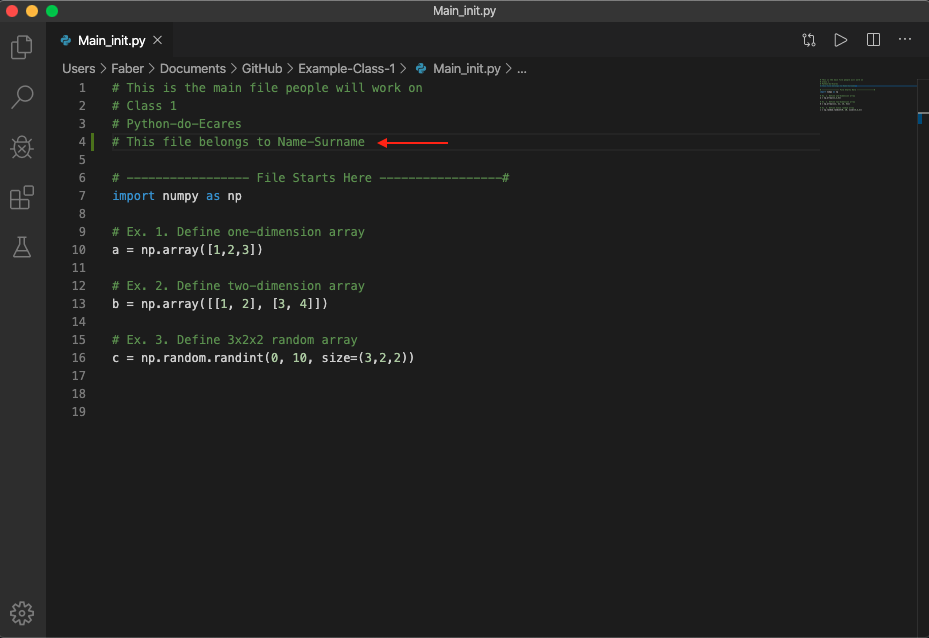 Main_init.py
Main_init.py
Users > Faber > Documents > GitHub > Example-Class-1 > Main_init.py > ...
1 # This is the main file people will work on
2 # Class 1
3 # Python-do-Ecares
4 # This file belongs to Name-Surname
5
6 # ----------------- File Starts Here -----------------#
7 import numpy as np
8
9 # Ex. 1. Define one-dimension array
10 a = np.array([1,2,3])
11
12 # Ex. 2. Define two-dimension array
13 b = np.array([[1, 2], [3, 4]])
14
15 # Ex. 3. Define 3x2x2 random array
16 c = np.random.randint(0, 10, size=(3,2,2))
17
18
19